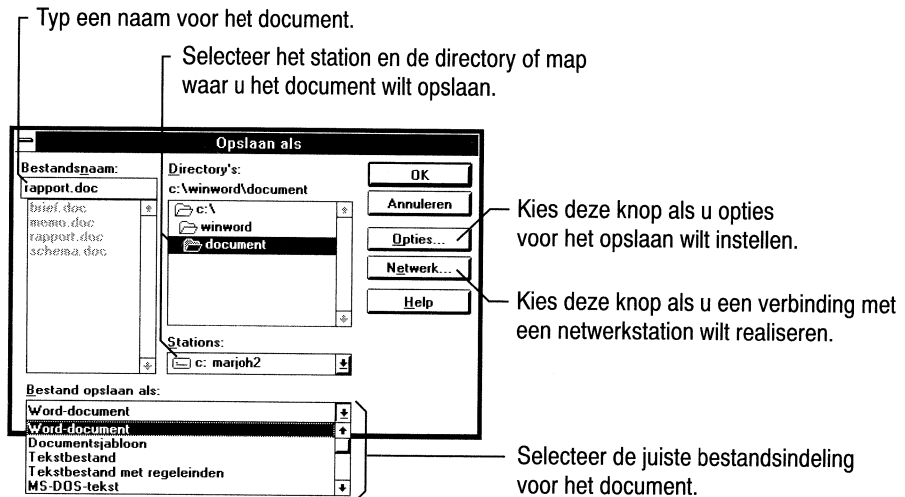 Typ een naam voor het document.
Selecteer het station en de directory of map
waar u het document wilt opslaan.
Opslaan als
Bestandsnaam:
rapport.doc
brief.doc
memo.doc
rapport.doc
schema.doc
Directory's:
c:\winword\document
c:\
winword
document
Stations:
c: marjoh2
OK
Annuleren
Opties...
Netwerk...
Help
Kies deze knop als u opties
voor het opslaan wilt instellen.
Kies deze knop als u een verbinding met
een netwerkstation wilt realiseren.
Bestand opslaan als:
Word-document
Word-document
Documentsjabloon
Tekstbestand
Tekstbestand met regeleinden
MS-DOS-tekst
Selecteer de juiste bestandsindeling
voor het document.